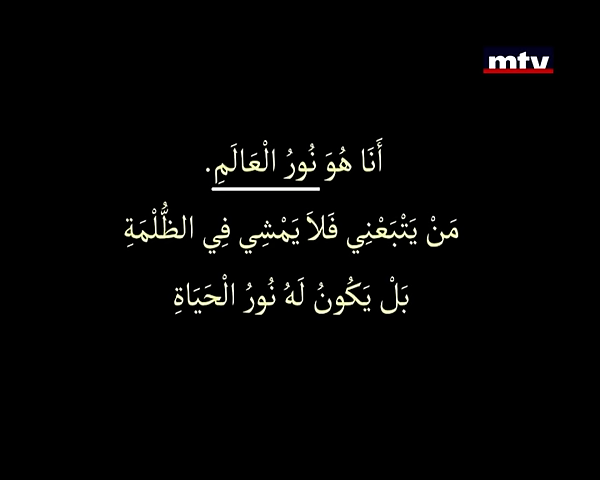 mtv
أَنَا هُوَ نُورُ الْعَالَمِ.
مَنْ يَتْبَعْنِي فَلاَ يَمْشِي فِي الظُّلْمَةِ
بَلْ يَكُونُ لَهُ نُورُ الْحَيَاةِ